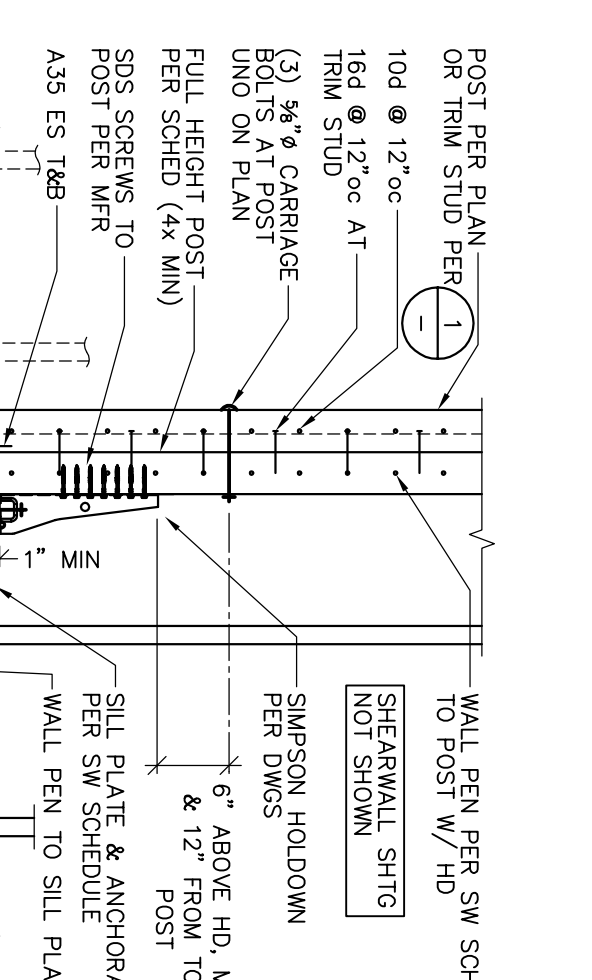 POST PER PLAN
OR TRIM STUD PER
1
-
10d @ 12"oc
16d @ 12"oc AT
TRIM STUD
(3) ⅝"ø CARRIAGE
BOLTS AT POST
UNO ON PLAN
FULL HEIGHT POST
PER SCHED (4x MIN)
SDS SCREWS TO
POST PER MFR
A35 ES T&B
1" MIN
WALL PEN PER SW SCH
TO POST W/ HD
SHEARWALL SHTG
NOT SHOWN
SIMPSON HOLDOWN
PER DWGS
6" ABOVE HD, M
& 12" FROM TO
POST
SILL PLATE & ANCHORA
PER SW SCHEDULE
WALL PEN TO SILL PLA